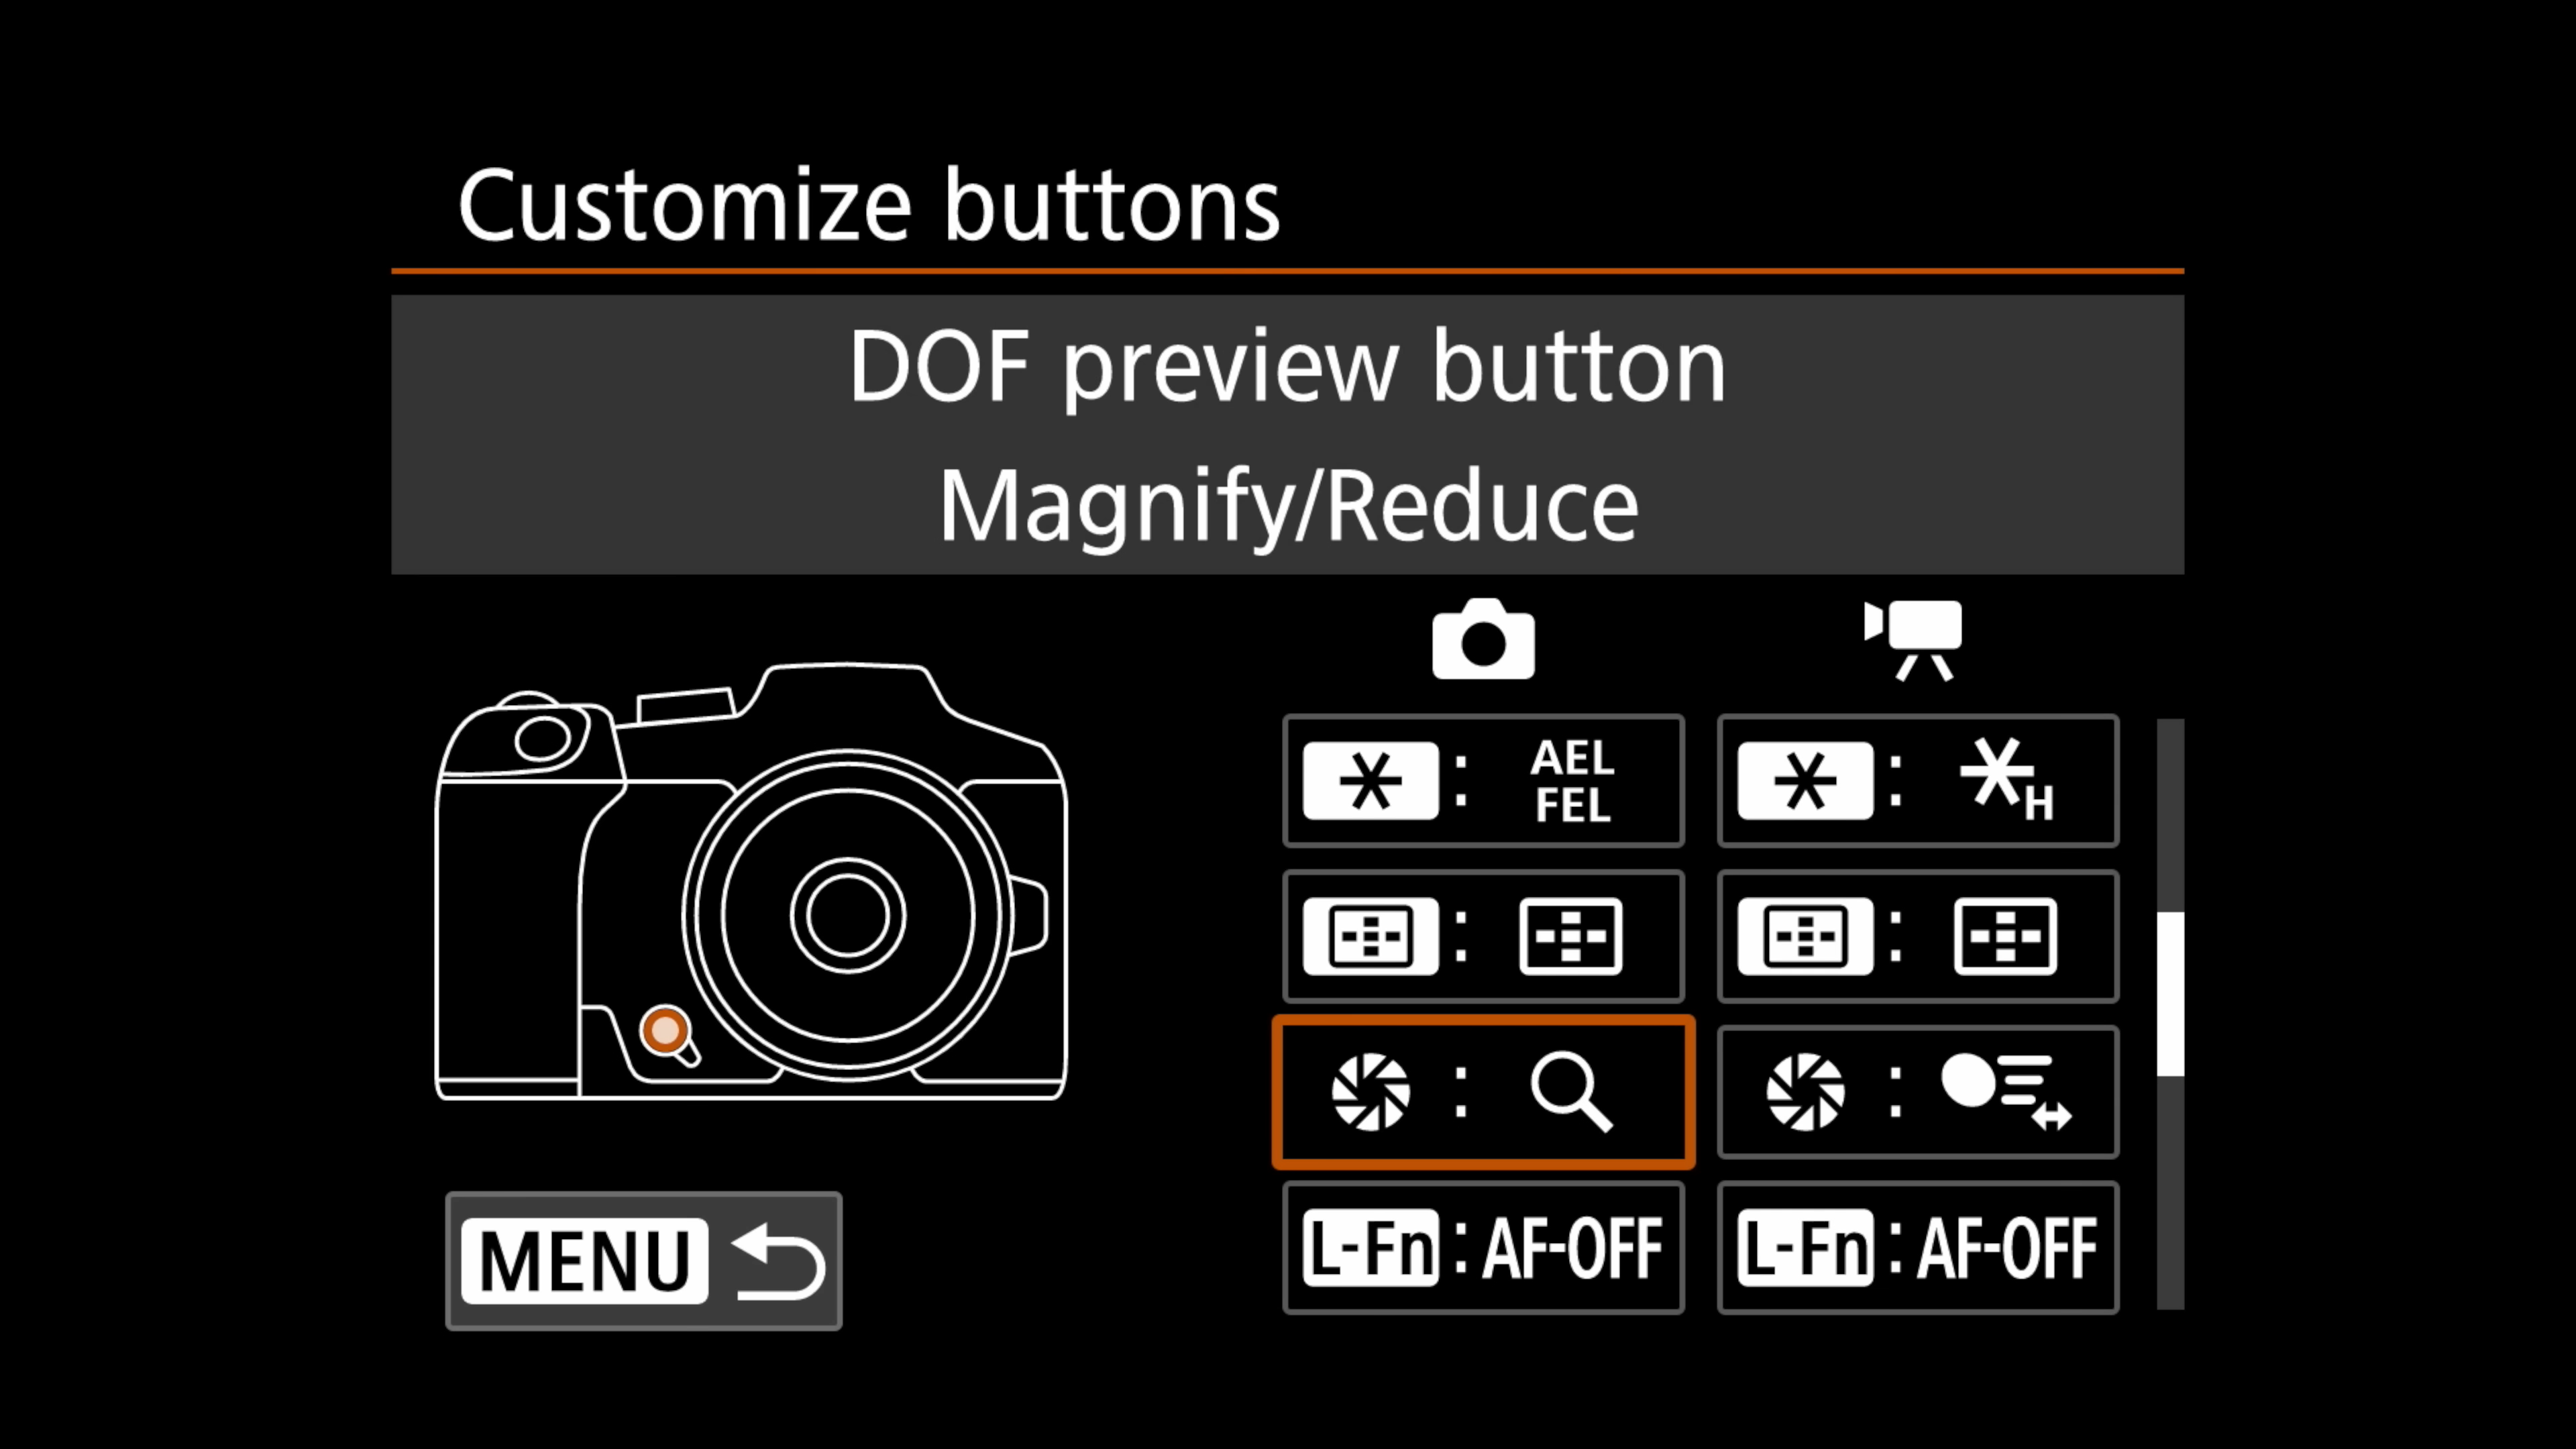 Customize buttons
DOF preview button
Magnify/Reduce
AEL
FEL
H
L-Fn : AF-OFF
L-Fn : AF-OFF
MENU